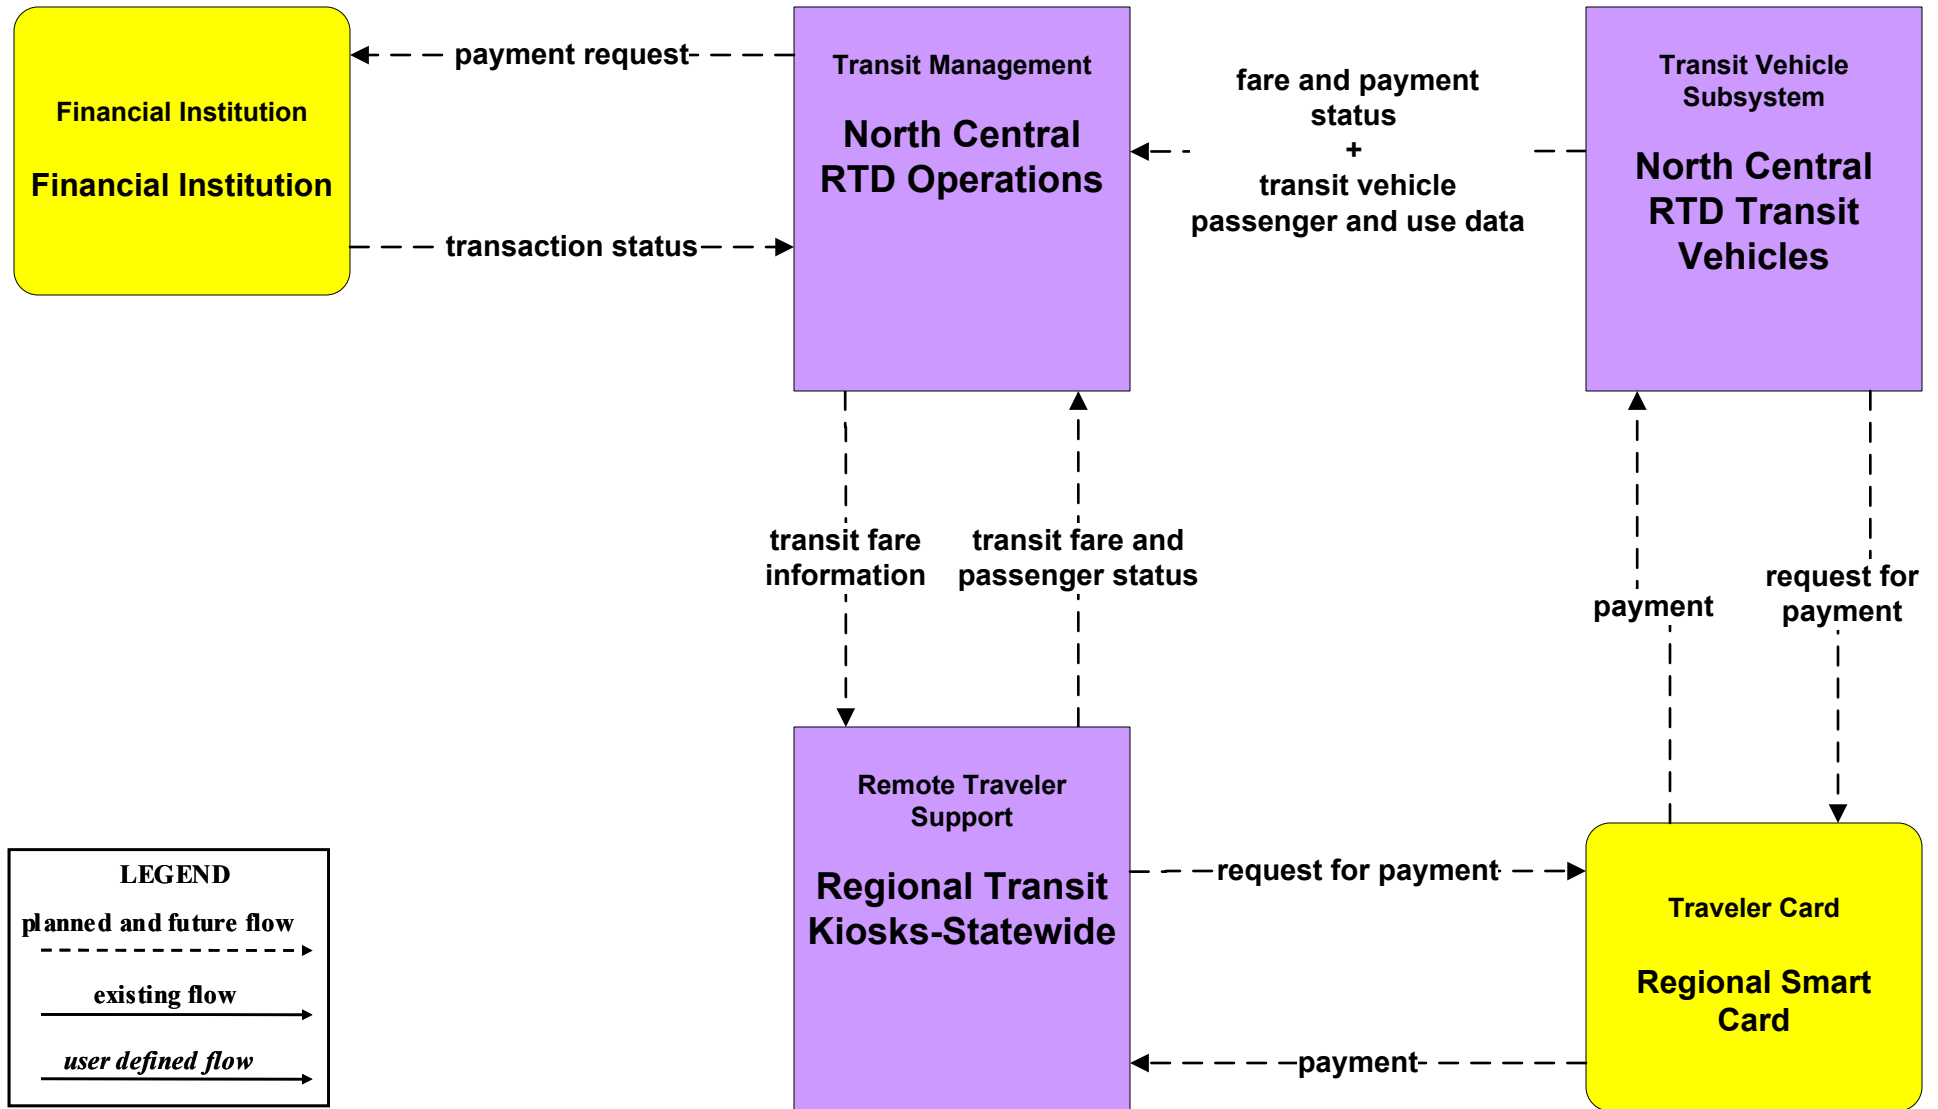 Financial Institution
Financial Institution
payment request
transaction status
Transit Management
North Central
RTD Operations
fare and payment
status
+
transit vehicle
passenger and use data
Transit Vehicle
Subsystem
North Central
RTD Transit
Vehicles
transit fare
information
transit fare and
passenger status
payment
request for
payment
Remote Traveler
Support
Regional Transit
Kiosks-Statewide
request for payment
payment
Traveler Card
Regional Smart
Card
LEGEND
planned and future flow
existing flow
user defined flow